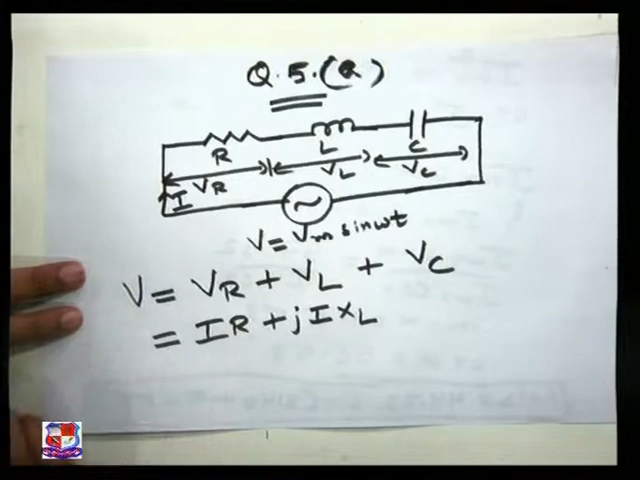 Q.5.(a)
R L C
VR VL VC
I
V = Vm sinωt
V = VR + VL + VC
= IR + jIXL